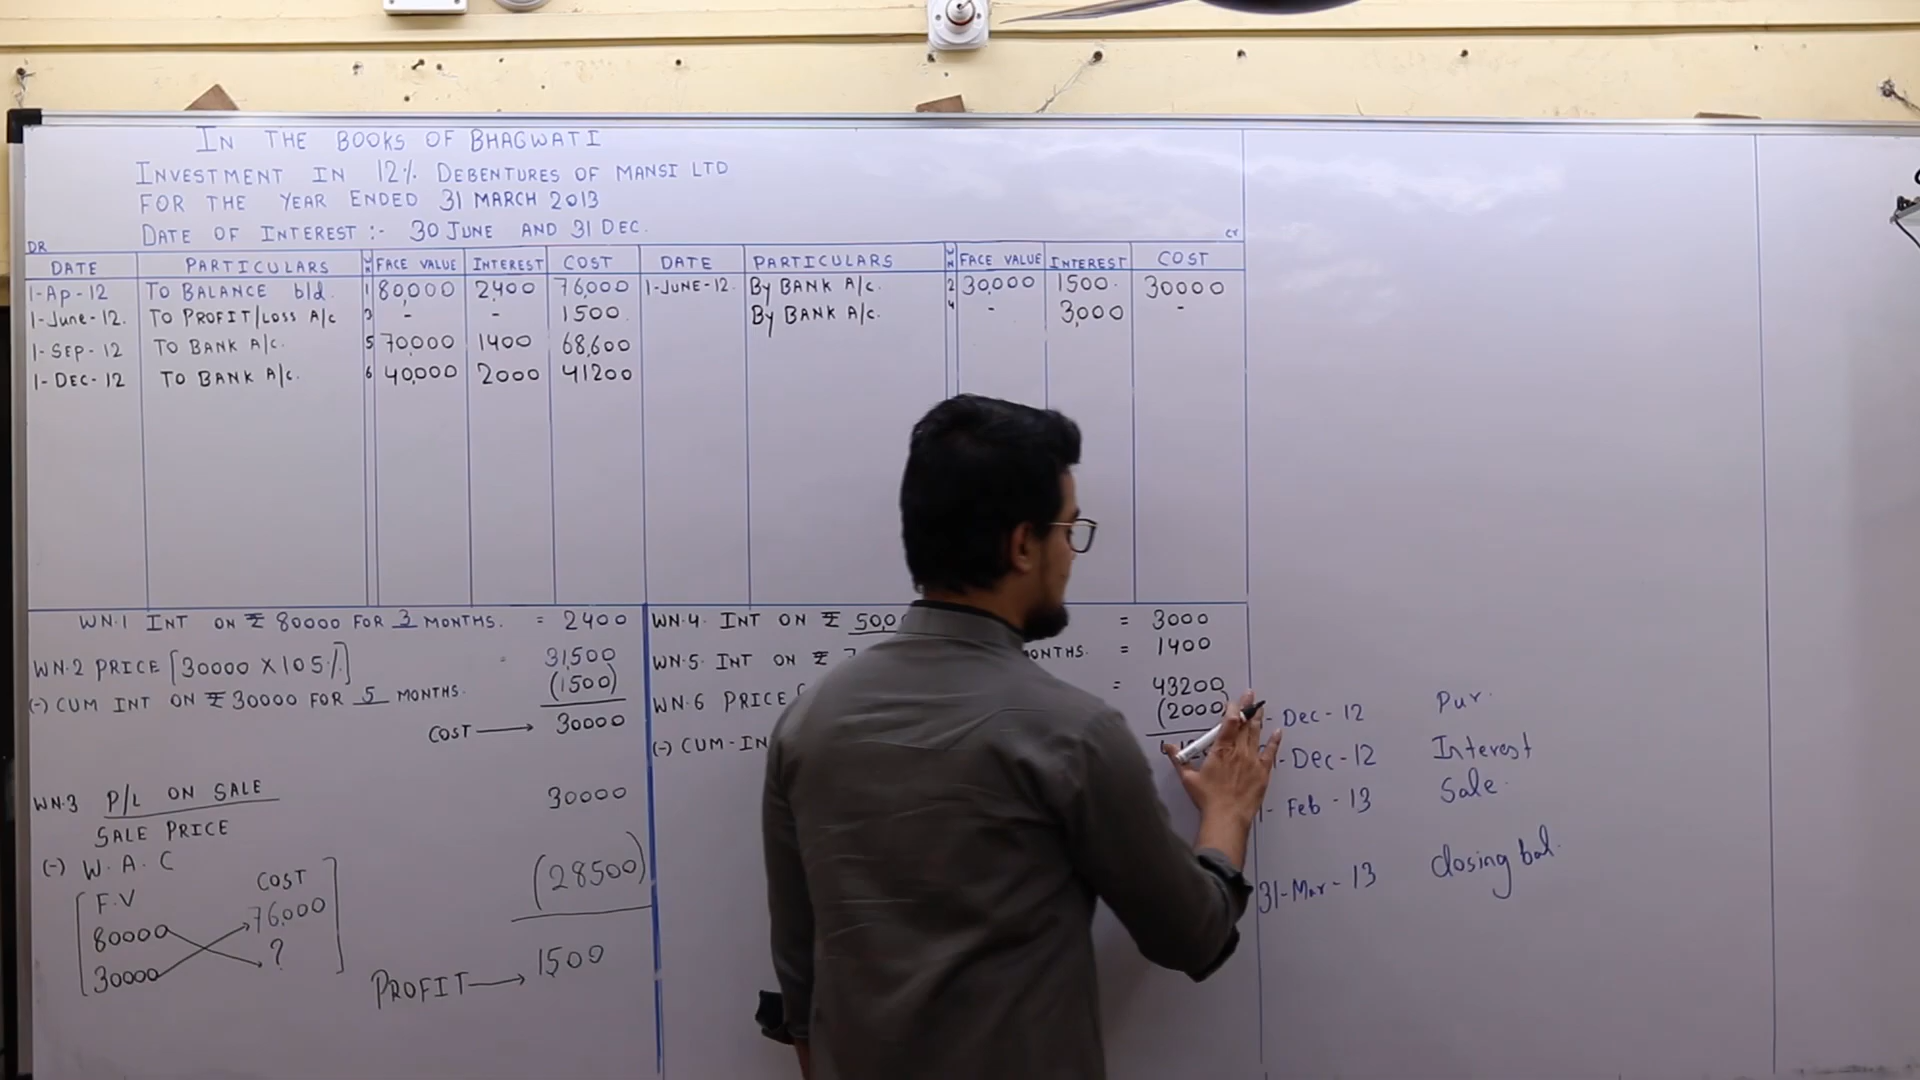 IN THE BOOKS OF BHAGWATI
INVESTMENT IN 12% DEBENTURES OF MANSI LTD
FOR THE YEAR ENDED 31 MARCH 2013
DATE OF INTEREST :- 30 JUNE AND 31 DEC.
DR CR
DATE PARTICULARS WN FACE VALUE INTEREST COST DATE PARTICULARS WN FACE VALUE INTEREST COST
1-Ap-12 TO BALANCE b/d. 1 80,000 2,400 76,000 1-JUNE-12. By BANK A/c. 2 30,000 1500. 30000
1-June-12. TO PROFIT/LOSS A/c 3 - - 1500. By BANK A/c. 4 - 3,000 -
1-SEP-12 TO BANK A/c. 5 70,000 1400 68,600
1-DEC-12 TO BANK A/c. 6 40,000 2000 41200
WN.1 INT ON ₹ 80000 FOR 3 MONTHS. = 2400
WN.2 PRICE [30000 X 105%] = 31,500
(-) CUM INT ON ₹ 30000 FOR 5 MONTHS. (1500)
COST → 30000
WN.3 P/L ON SALE
SALE PRICE 30000
(-) W.A.C (28500)
F.V COST
80000 76,000
30000 ?
PROFIT → 1500
WN.4. INT ON ₹ = 3000
WN.5. INT ON ₹ MONTHS. = 1400
WN.6 PRICE = 43200
(-) CUM-IN (2000)
Dec-12 Pur.
Dec-12 Interest
Feb-13 Sale.
31-Mar-13 closing bal.